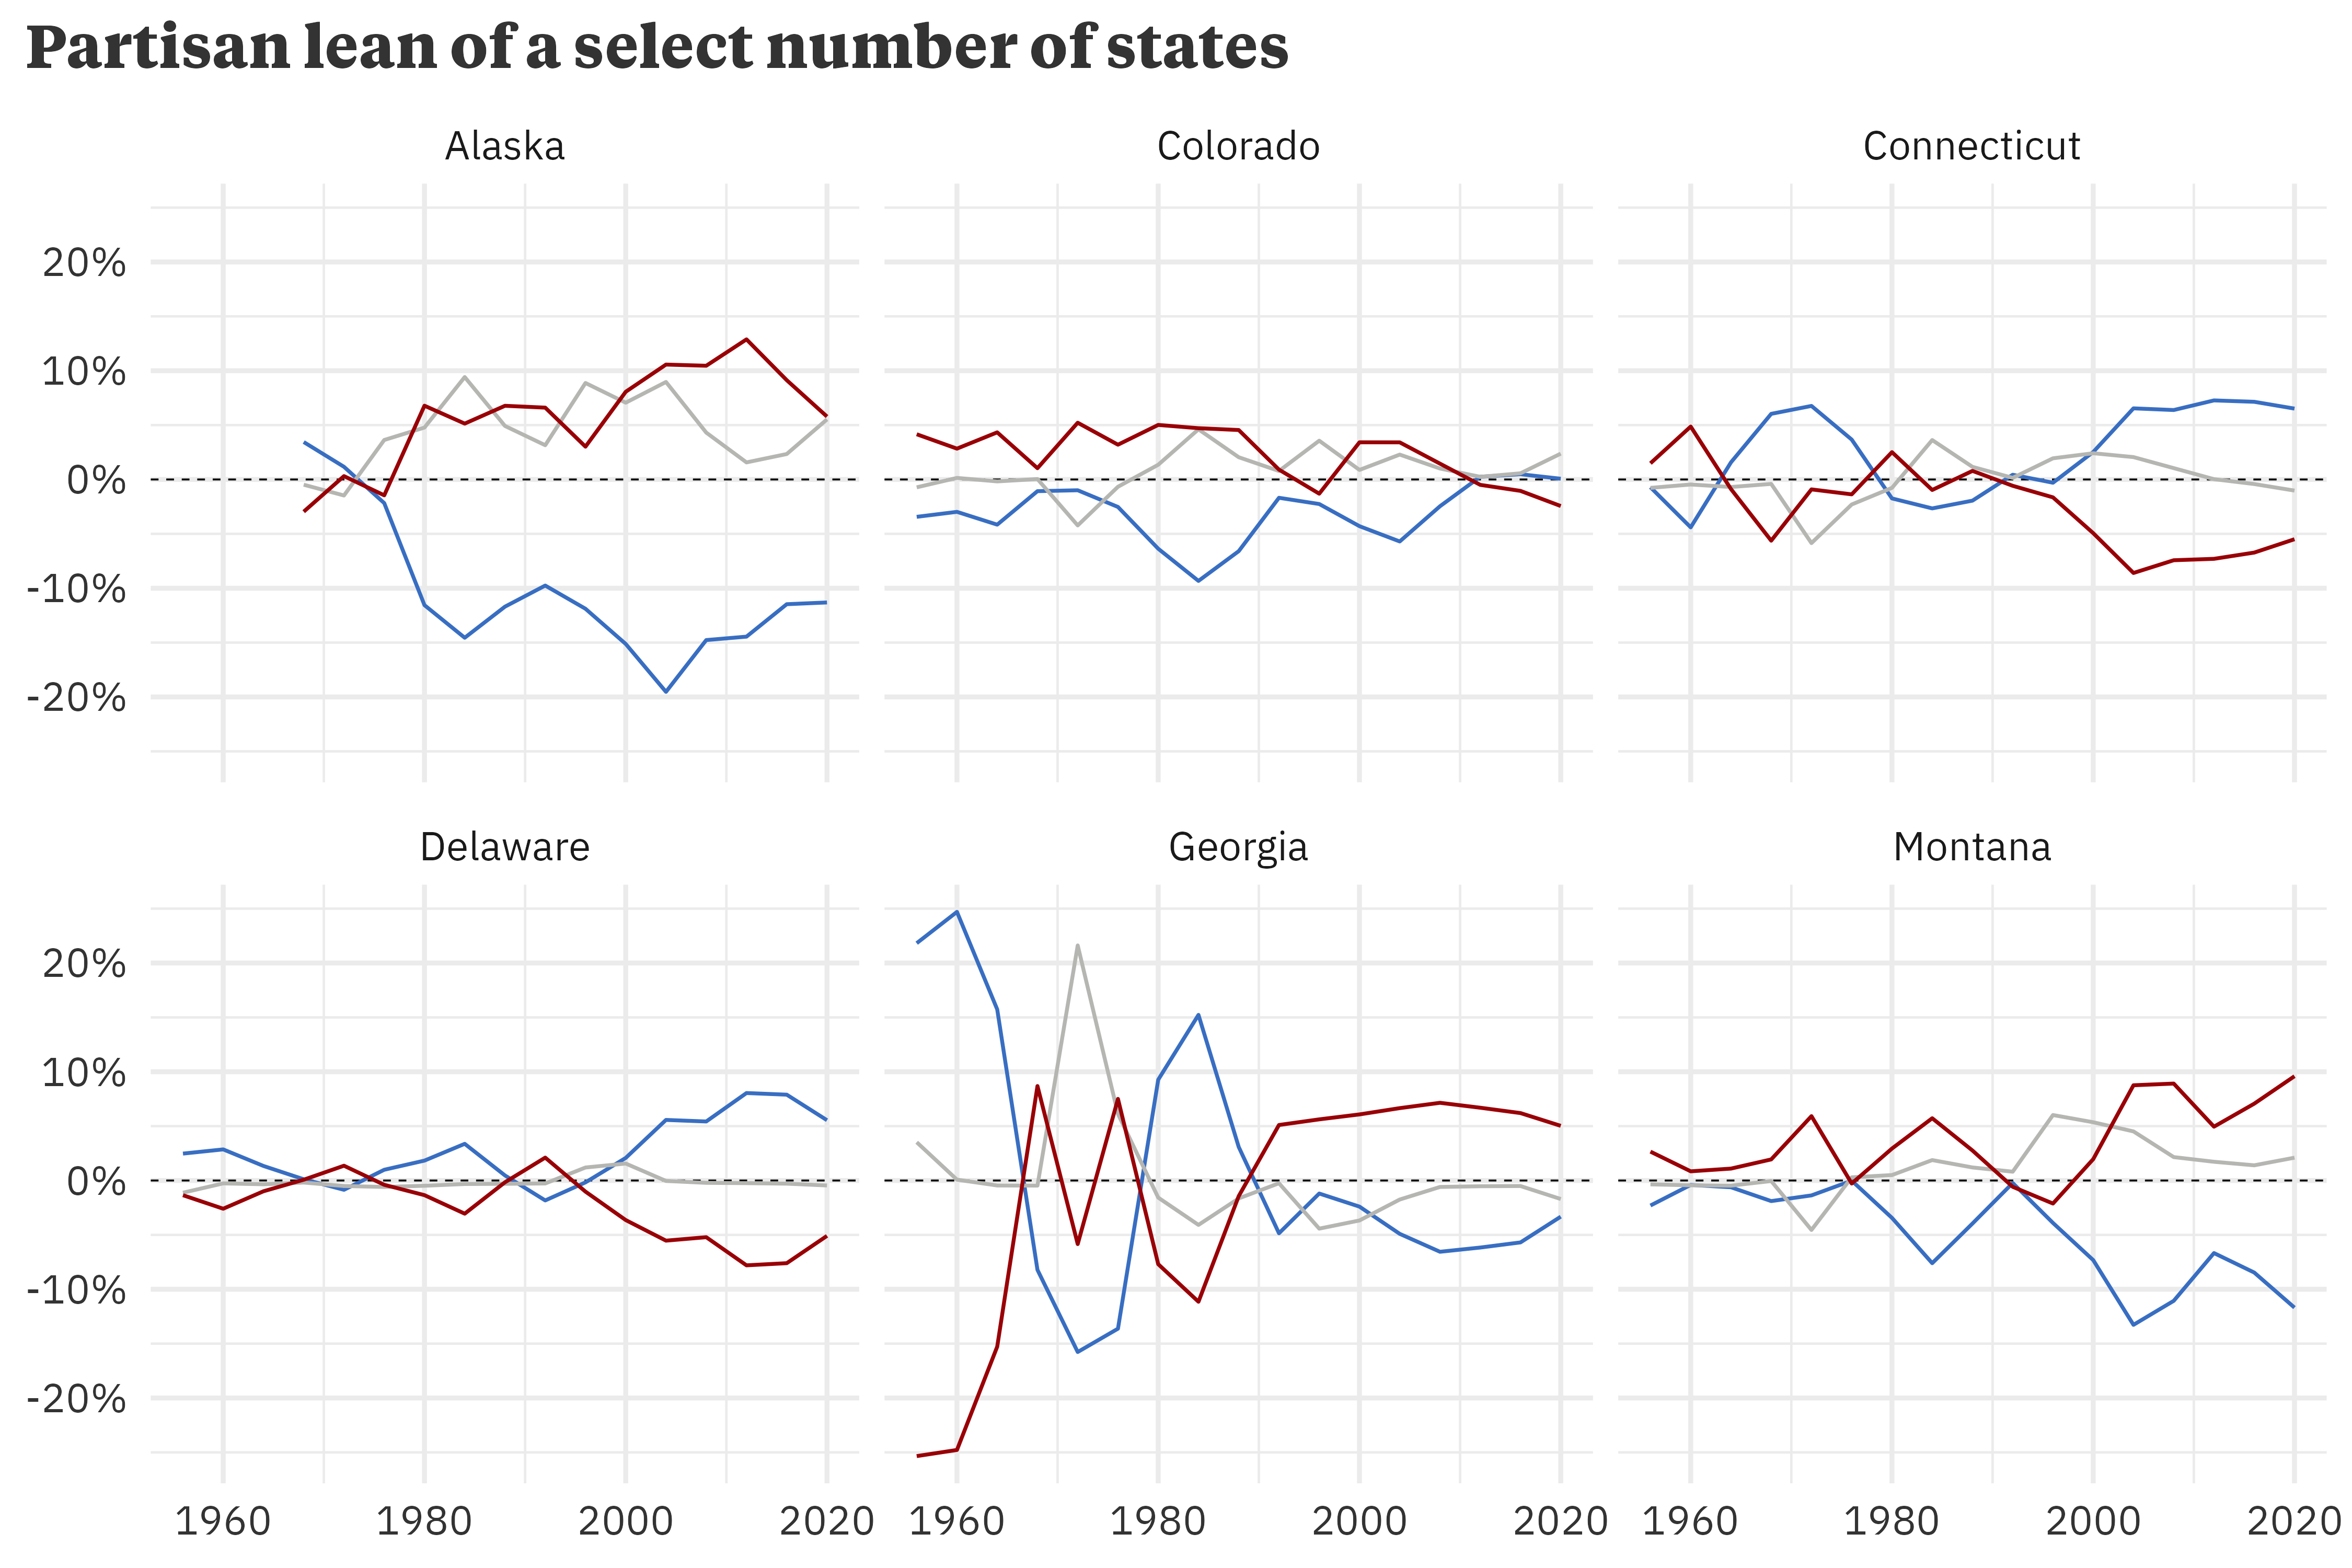 Partisan lean of a select number of states
Alaska
Colorado
Connecticut
20%
10%
0%
-10%
-20%
Delaware
Georgia
Montana
20%
10%
0%
-10%
-20%
1960 1980 2000 2020 1960 1980 2000 2020 1960 1980 2000 2020